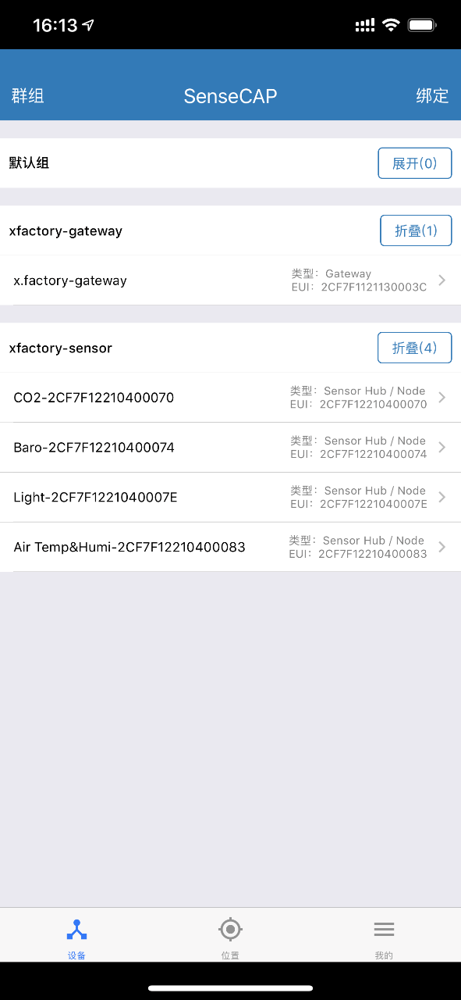 16:13
群组
SenseCAP
绑定
默认组
展开(0)
xfactory-gateway
折叠(1)
x.factory-gateway
类型：Gateway
EUI：2CF7F1121130003C
xfactory-sensor
折叠(4)
CO2-2CF7F12210400070
类型：Sensor Hub / Node
EUI：2CF7F12210400070
Baro-2CF7F12210400074
类型：Sensor Hub / Node
EUI：2CF7F12210400074
Light-2CF7F1221040007E
类型：Sensor Hub / Node
EUI：2CF7F1221040007E
Air Temp&Humi-2CF7F12210400083
类型：Sensor Hub / Node
EUI：2CF7F12210400083
设备
位置
我的